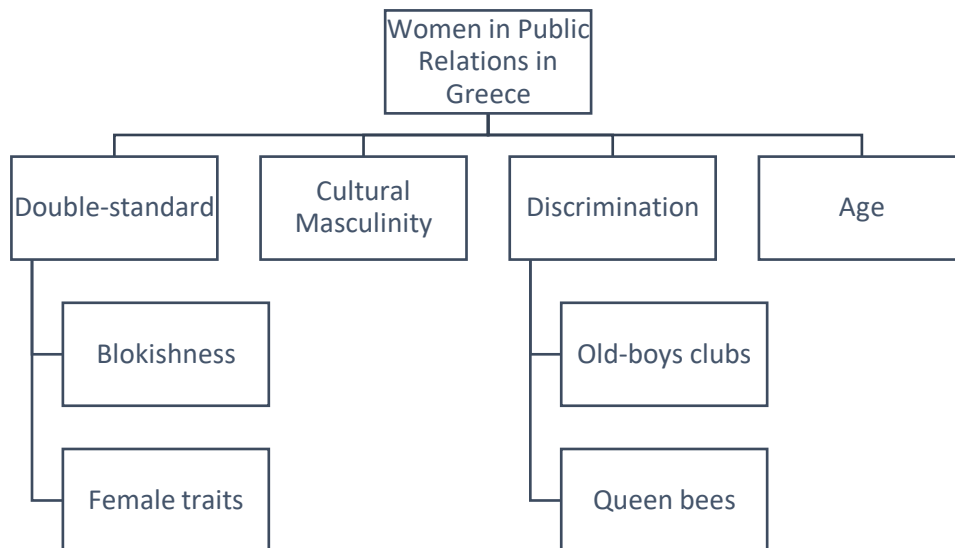 Women in Public
Relations in
Greece
Double-standard
Cultural
Masculinity
Discrimination
Age
Blokishness
Old-boys clubs
Female traits
Queen bees